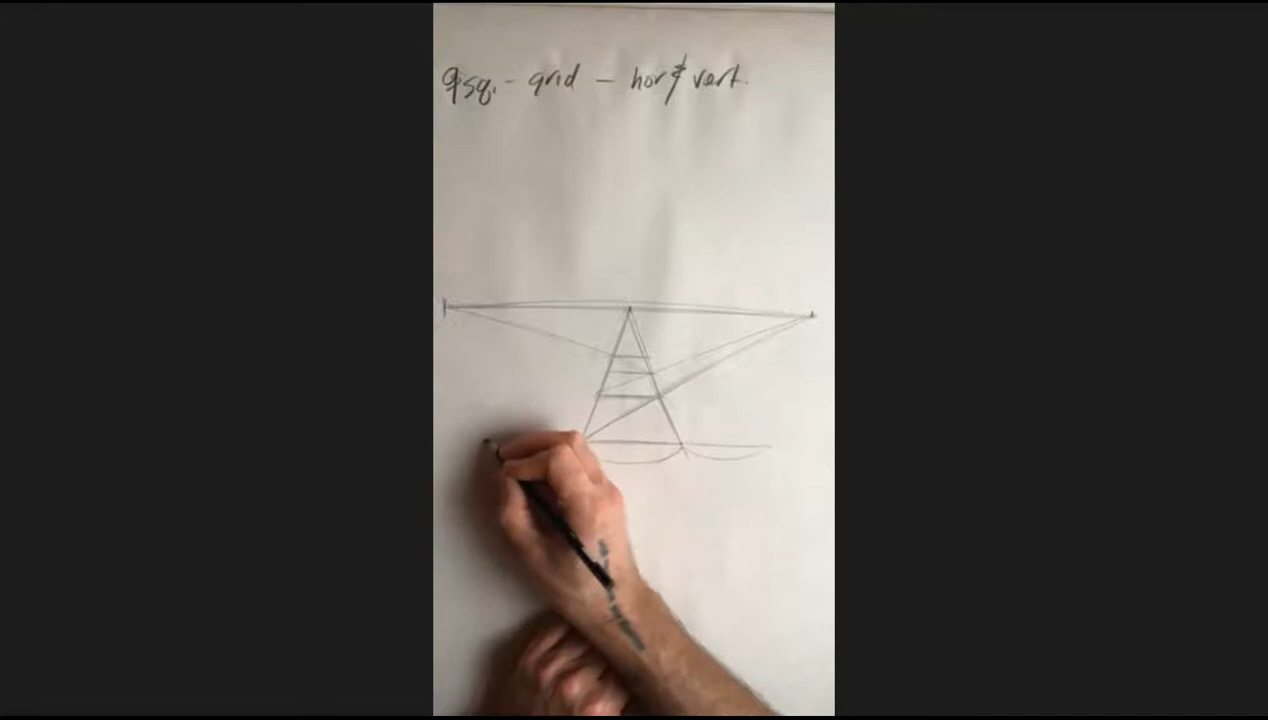 9sq. - grid - hor & vert.